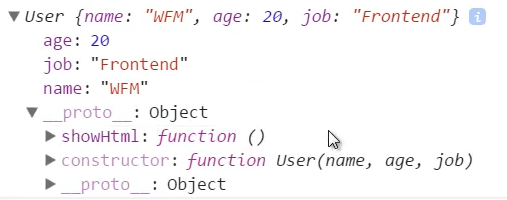 ▼ User {name: "WFM", age: 20, job: "Frontend"} i
age: 20
job: "Frontend"
name: "WFM"
▼ __proto__: Object
▶ showHtml: function ()
▶ constructor: function User(name, age, job)
▶ __proto__: Object